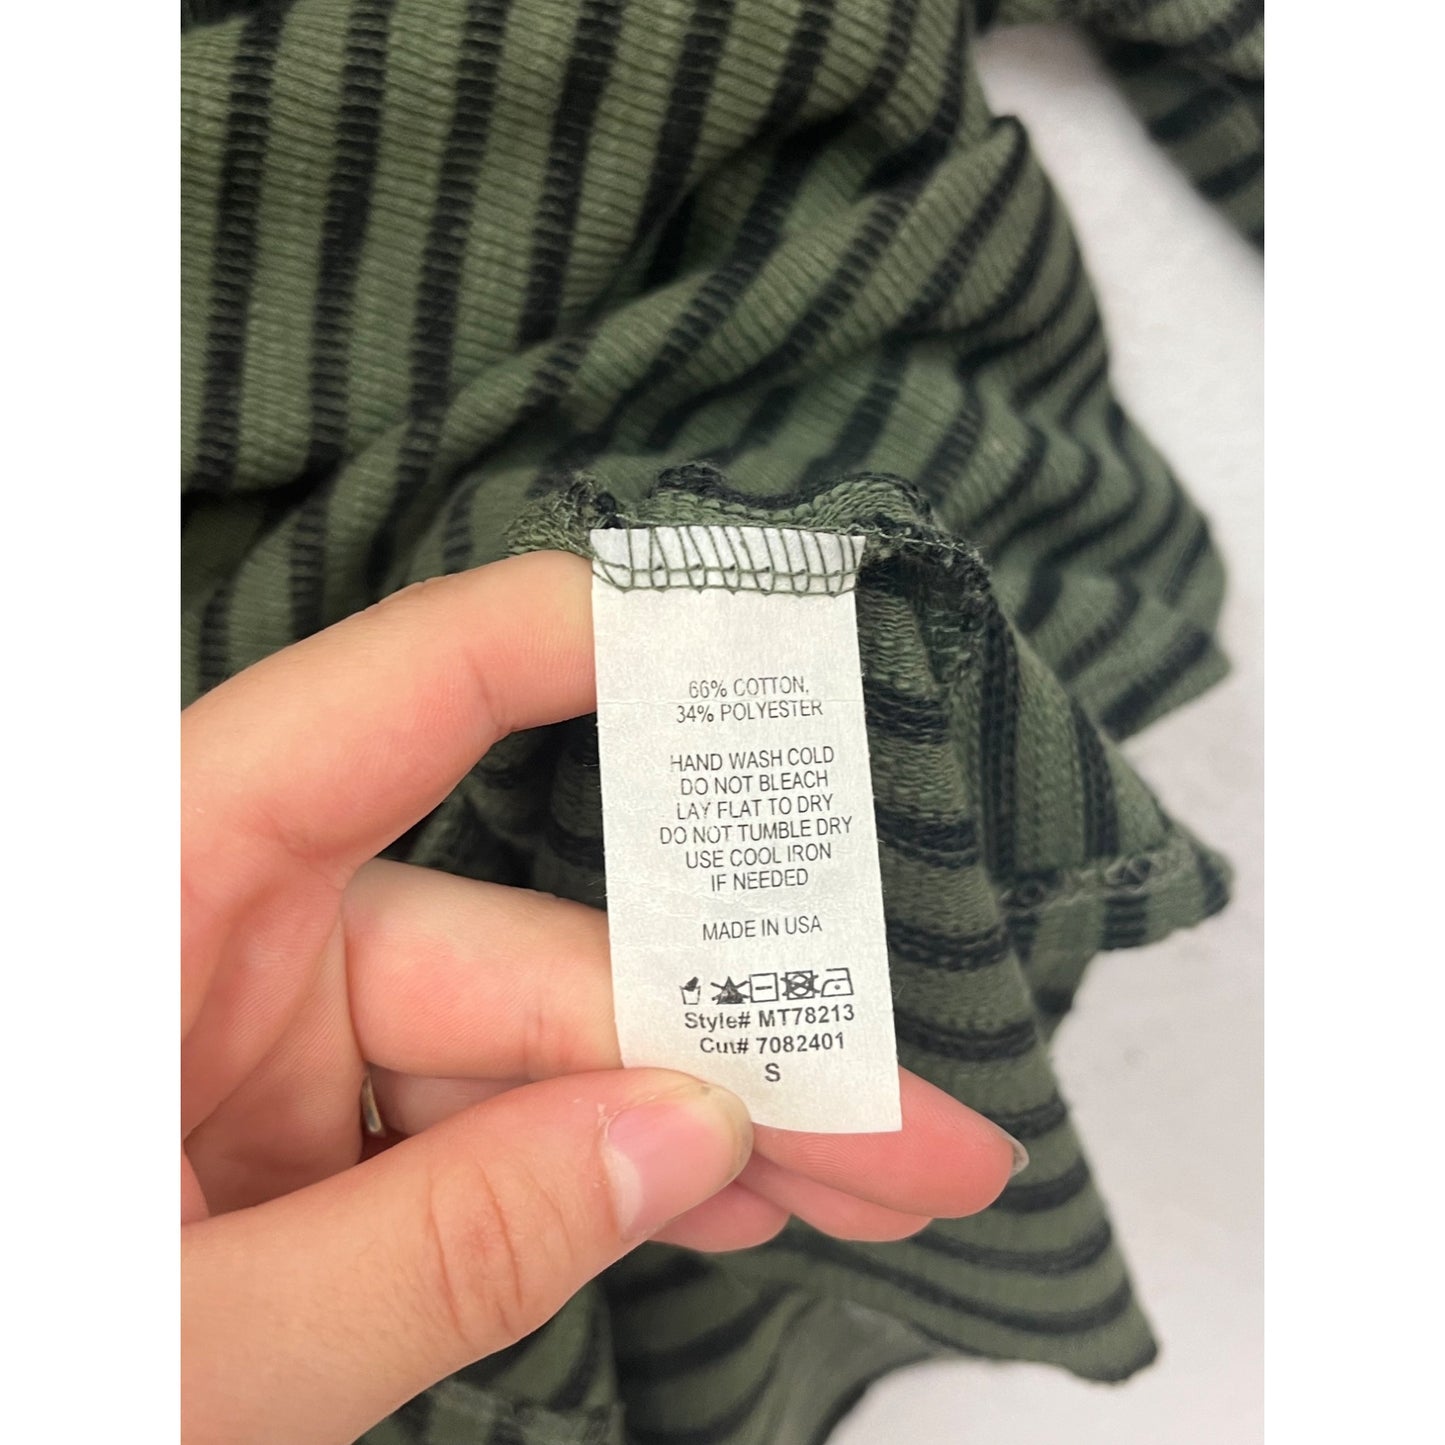 66% COTTON,
34% POLYESTER
HAND WASH COLD
DO NOT BLEACH
LAY FLAT TO DRY
DO NOT TUMBLE DRY
USE COOL IRON
IF NEEDED
MADE IN USA
Style# MT78213
Cut# 7082401
S